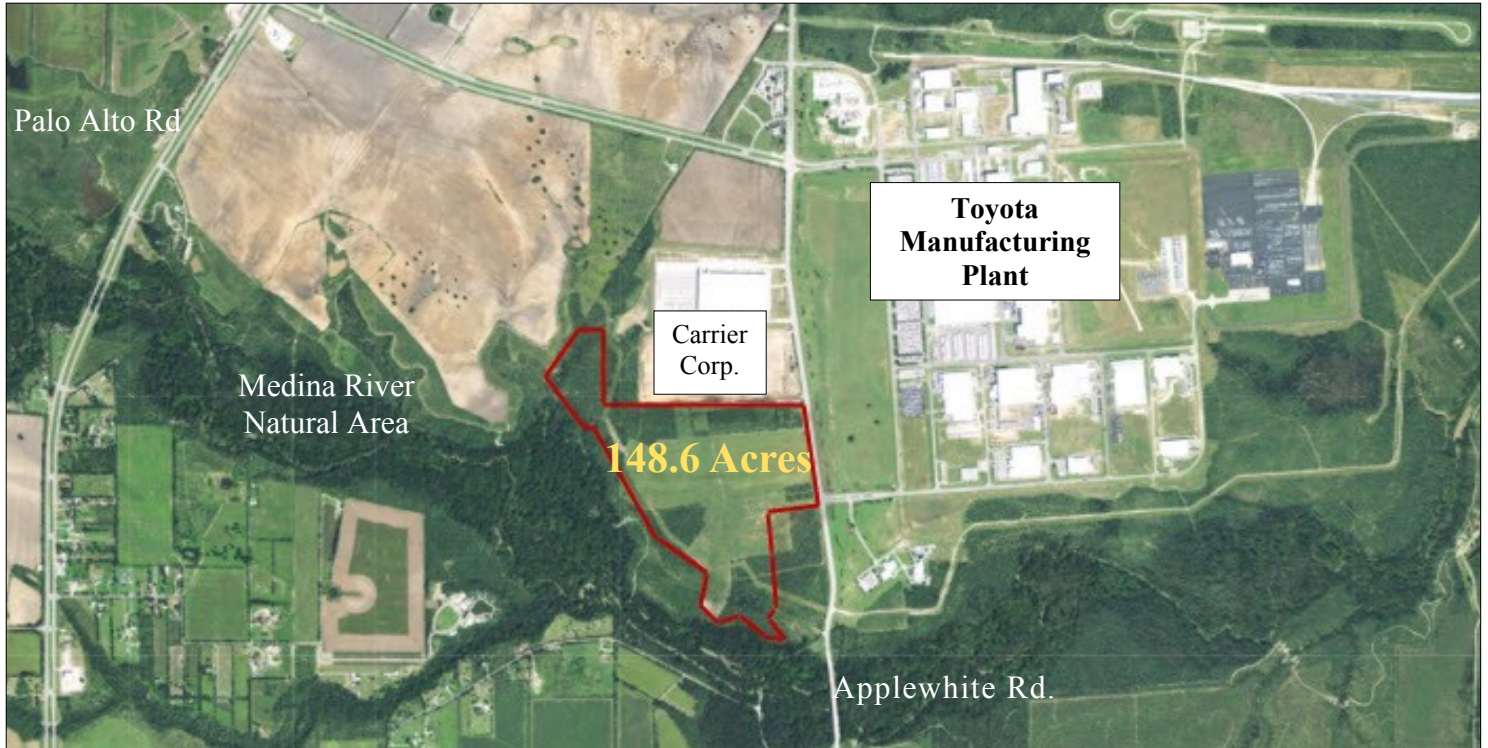 Palo Alto Rd
Toyota
Manufacturing
Plant
Carrier
Corp.
Medina River
Natural Area
148.6 Acres
Applewhite Rd.